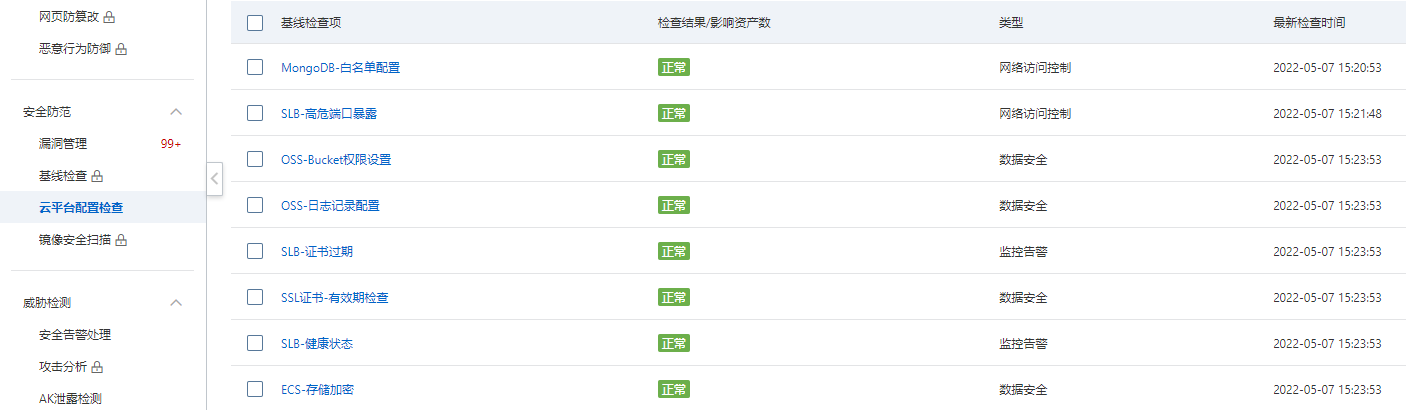 网页防篡改
恶意行为防御
安全防范
漏洞管理 99+
基线检查
云平台配置检查
镜像安全扫描
威胁检测
安全告警处理
攻击分析
AK泄露检测
基线检查项 检查结果/影响资产数 类型 最新检查时间
MongoDB-白名单配置 正常 网络访问控制 2022-05-07 15:20:53
SLB-高危端口暴露 正常 网络访问控制 2022-05-07 15:21:48
OSS-Bucket权限设置 正常 数据安全 2022-05-07 15:23:53
OSS-日志记录配置 正常 数据安全 2022-05-07 15:23:53
SLB-证书过期 正常 监控告警 2022-05-07 15:23:53
SSL证书-有效期检查 正常 数据安全 2022-05-07 15:23:53
SLB-健康状态 正常 监控告警 2022-05-07 15:23:53
ECS-存储加密 正常 数据安全 2022-05-07 15:23:53